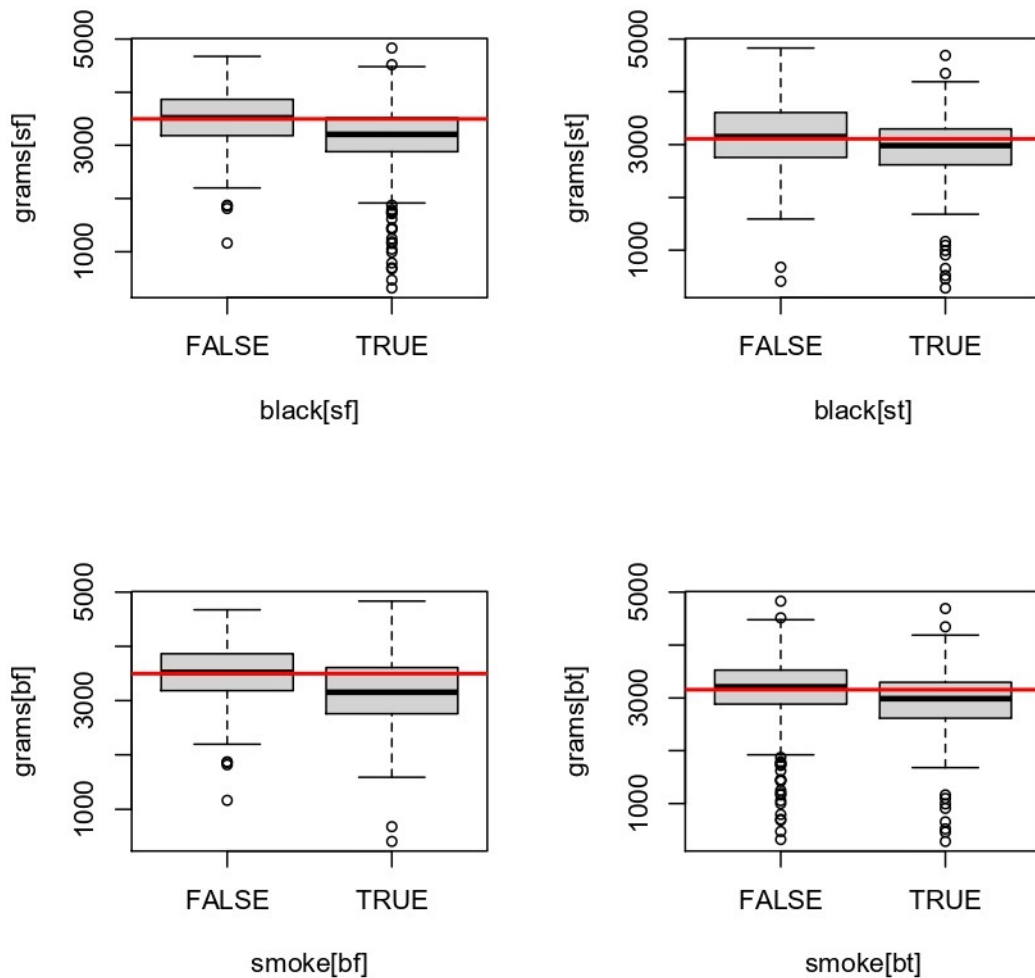 grams[sf]
1000 3000 5000
FALSE TRUE
black[sf]
grams[st]
1000 3000 5000
FALSE TRUE
black[st]
grams[bf]
1000 3000 5000
FALSE TRUE
smoke[bf]
grams[bt]
1000 3000 5000
FALSE TRUE
smoke[bt]